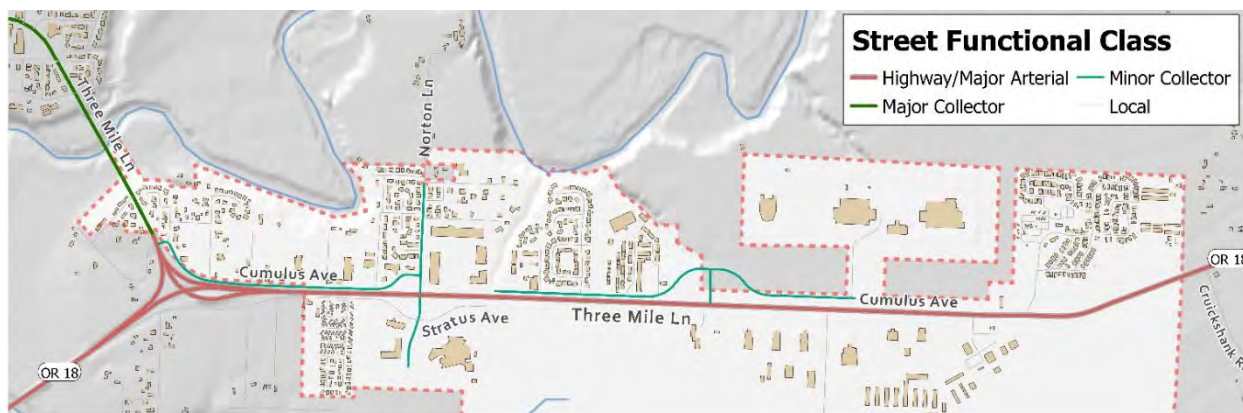 Street Functional Class
Highway/Major Arterial
Minor Collector
Major Collector
Local
Three Mile Ln
Norton Ln
Cumulus Ave
Stratus Ave
Three Mile Ln
Cumulus Ave
OR 18
OR 18
Cruickshank R